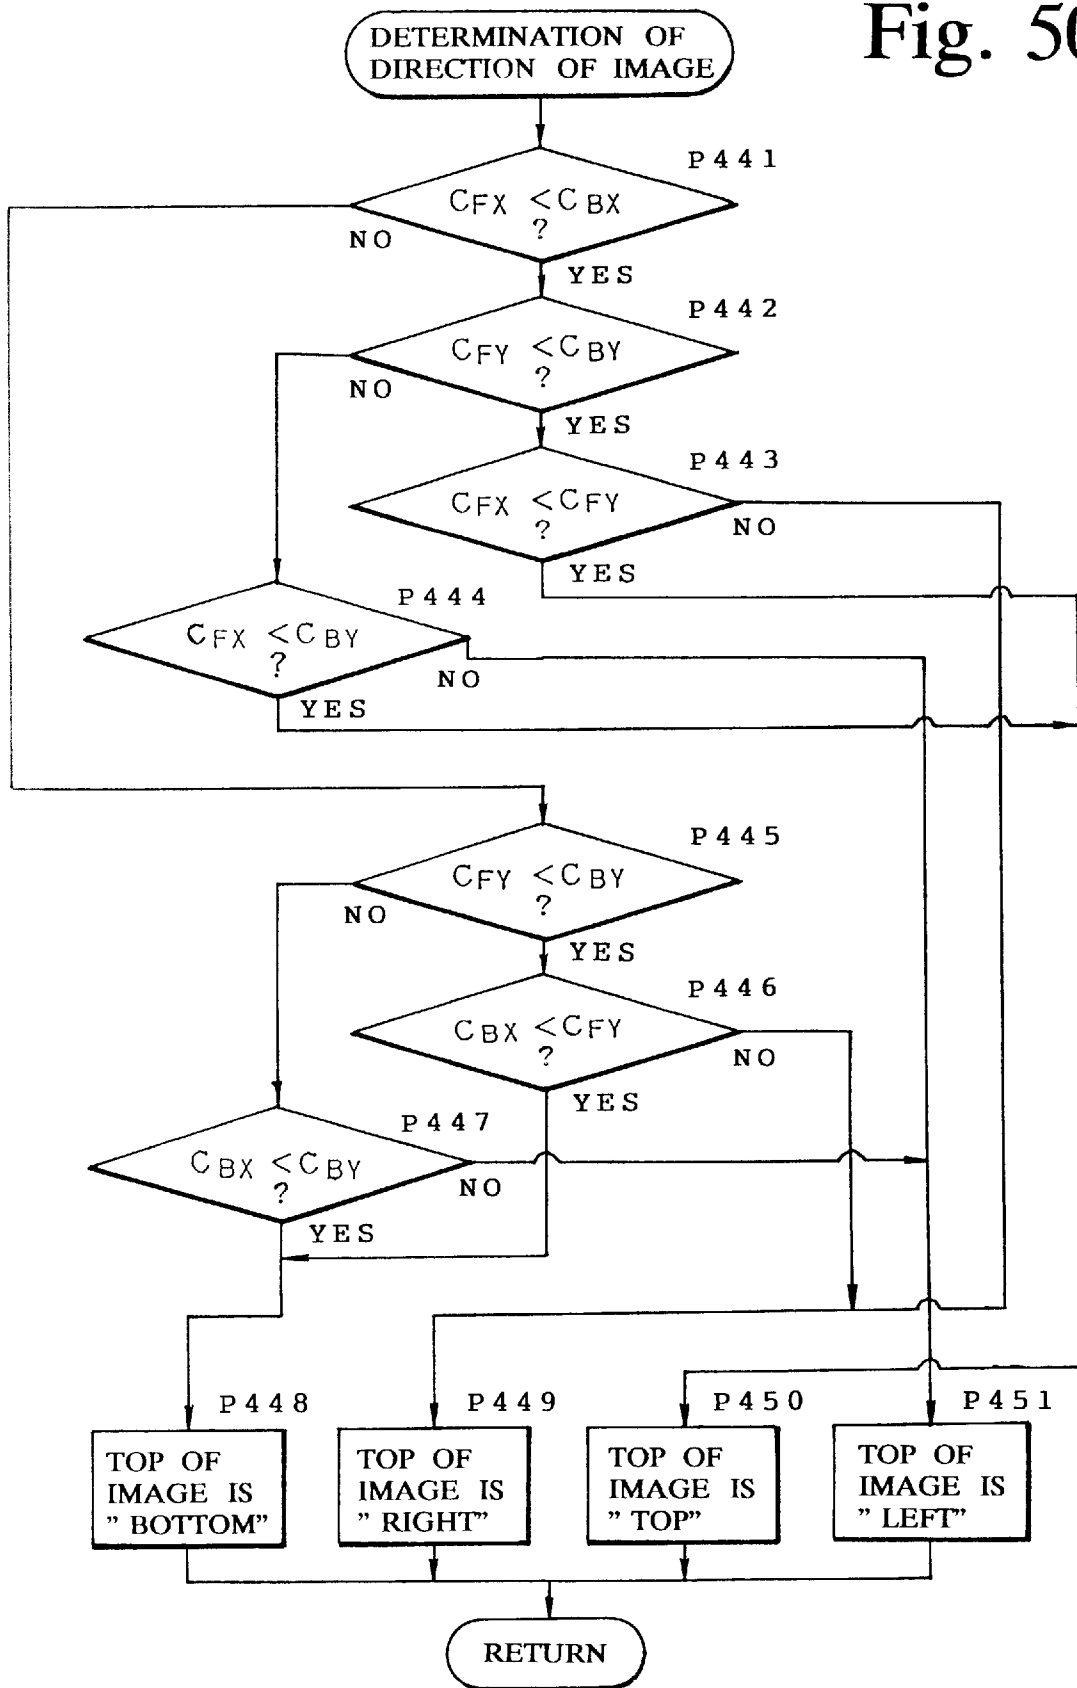 Fig. 50
DETERMINATION OF
DIRECTION OF IMAGE
P441
CFX < CBX
?
NO
YES
P442
CFY < CBY
?
NO
YES
P443
CFX < CFY
?
NO
YES
P444
CFX < CBY
?
NO
YES
P445
CFY < CBY
?
NO
YES
P446
CBX < CFY
?
NO
YES
P447
CBX < CBY
?
NO
YES
P448
TOP OF
IMAGE IS
" BOTTOM"
P449
TOP OF
IMAGE IS
" RIGHT"
P450
TOP OF
IMAGE IS
" TOP"
P451
TOP OF
IMAGE IS
" LEFT"
RETURN